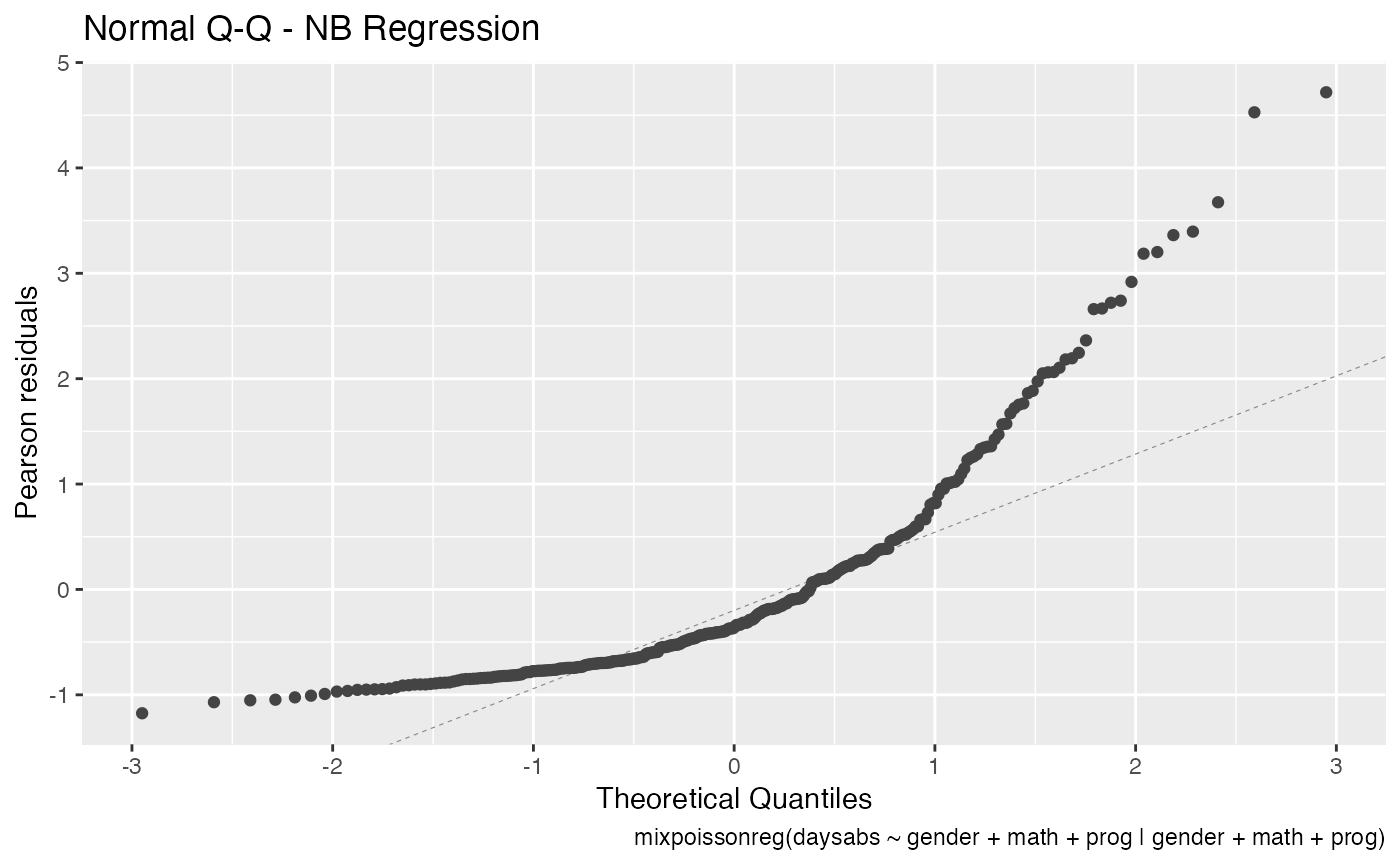 Normal Q-Q - NB Regression
5
4
3
2
1
0
-1
Pearson residuals
-3 -2 -1 0 1 2 3
Theoretical Quantiles
mixpoissonreg(daysabs ~ gender + math + prog | gender + math + prog)